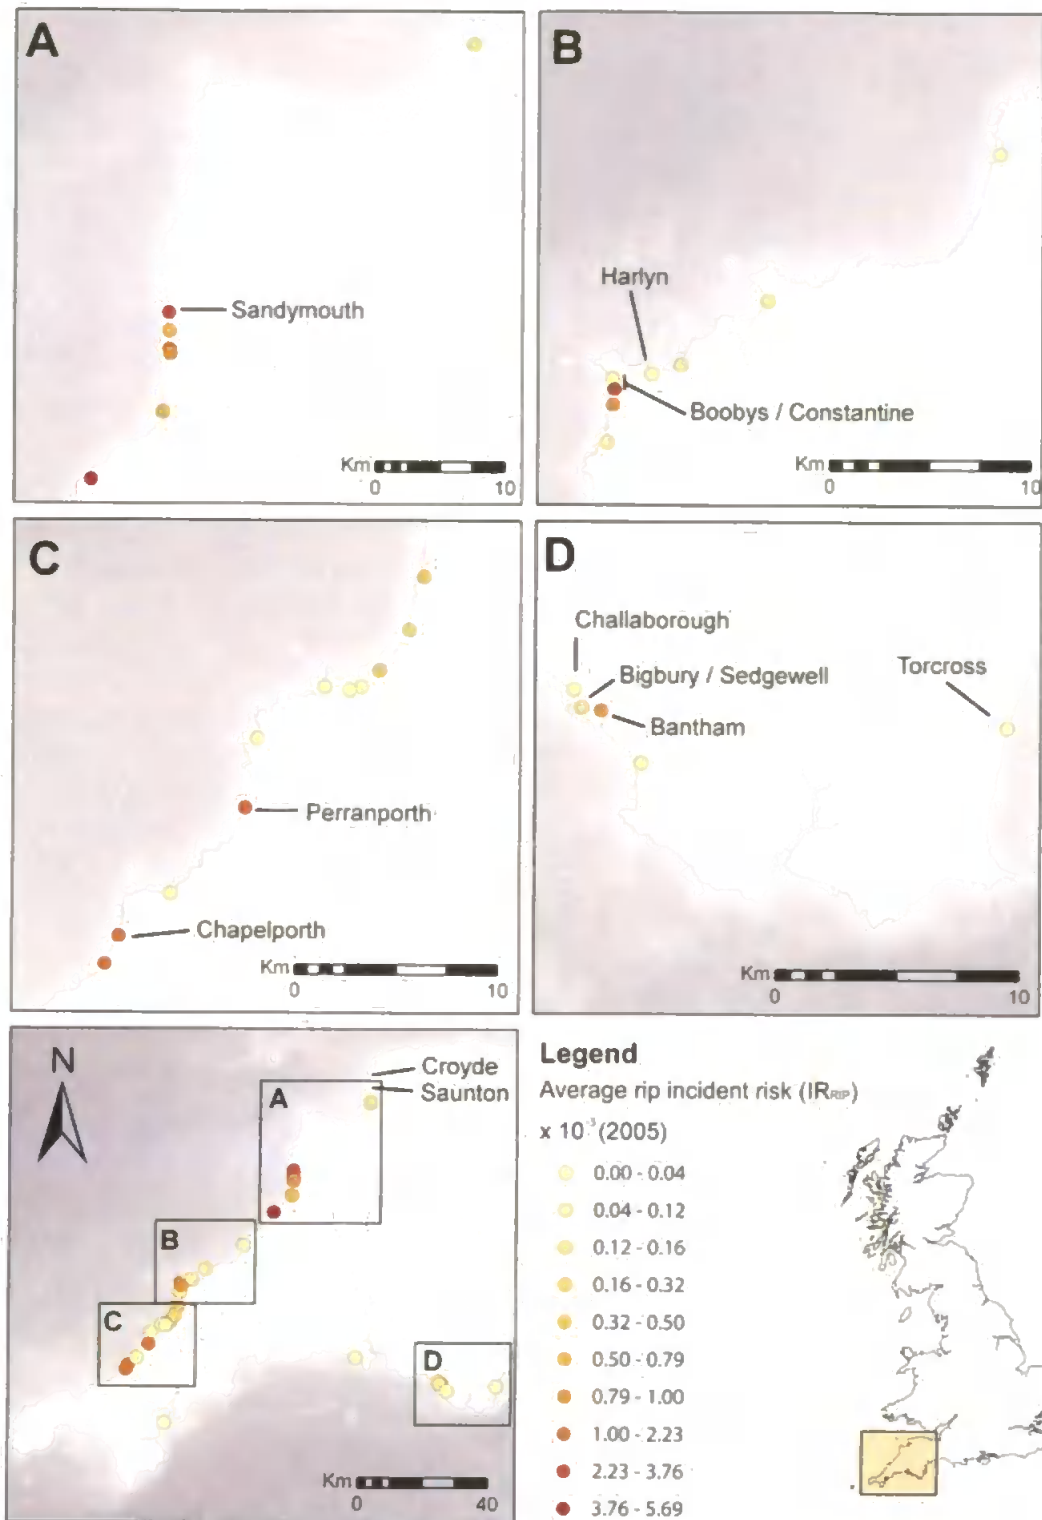 A
Sandymouth
Km
0 10
B
Harlyn
Boobys / Constantine
Km
0 10
C
Perranporth
Chapelporth
Km
0 10
D
Challaborough
Bigbury / Sedgewell
Torcross
Bantham
Km
0 10
N
Croyde
Saunton
A
B
C
D
Km
0 40
Legend
Average rip incident risk (IRRIP)
x 10-3 (2005)
0.00 - 0.04
0.04 - 0.12
0.12 - 0.16
0.16 - 0.32
0.32 - 0.50
0.50 - 0.79
0.79 - 1.00
1.00 - 2.23
2.23 - 3.76
3.76 - 5.69